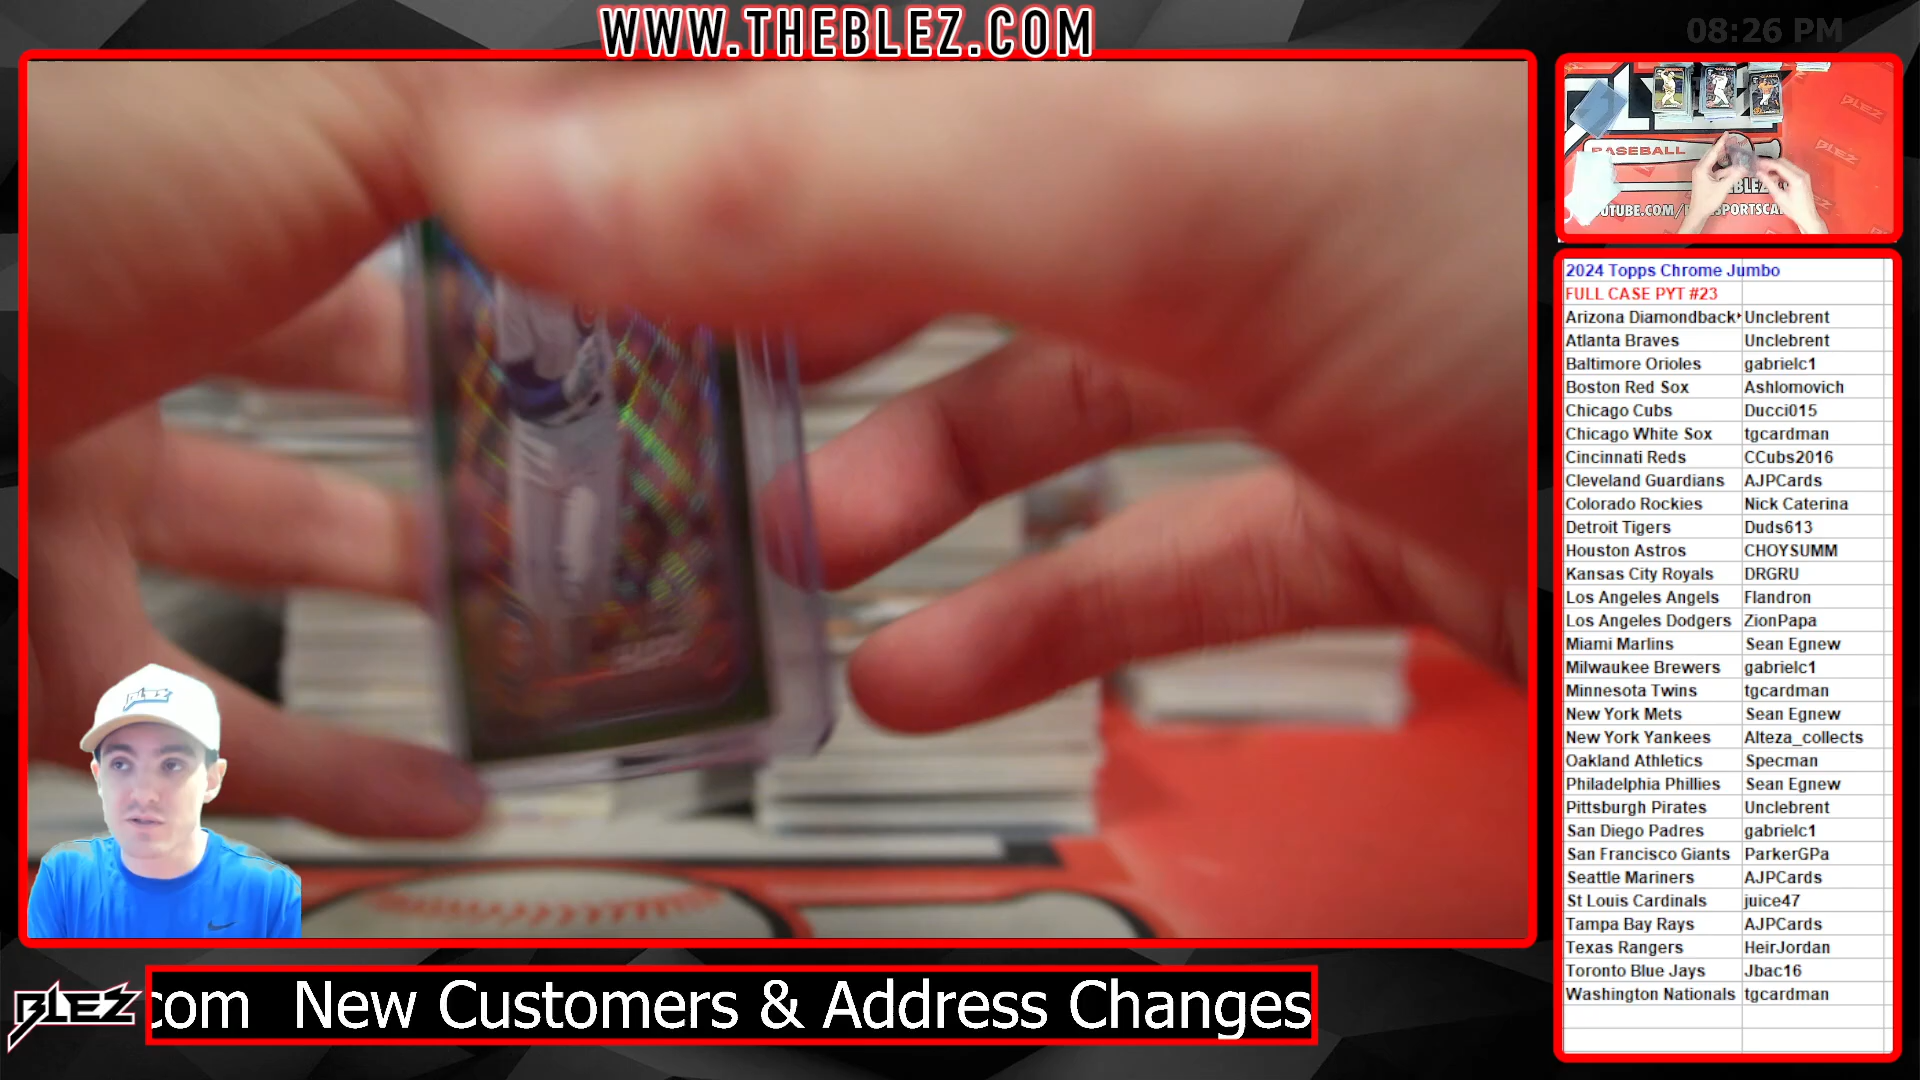 WWW.THEBLEZ.COM
08:26 PM
BASEBALL
BLEZ
2024 Topps Chrome Jumbo
FULL CASE PYT #23
Arizona Diamondback Unclebrent
Atlanta Braves Unclebrent
Baltimore Orioles gabrielc1
Boston Red Sox Ashlomovich
Chicago Cubs Ducci015
Chicago White Sox tgcardman
Cincinnati Reds CCubs2016
Cleveland Guardians AJPCards
Colorado Rockies Nick Caterina
Detroit Tigers Duds613
Houston Astros CHOYSUMM
Kansas City Royals DRGRU
Los Angeles Angels Flandron
Los Angeles Dodgers ZionPapa
Miami Marlins Sean Egnew
Milwaukee Brewers gabrielc1
Minnesota Twins tgcardman
New York Mets Sean Egnew
New York Yankees Alteza_collects
Oakland Athletics Specman
Philadelphia Phillies Sean Egnew
Pittsburgh Pirates Unclebrent
San Diego Padres gabrielc1
San Francisco Giants ParkerGPa
Seattle Mariners AJPCards
St Louis Cardinals juice47
Tampa Bay Rays AJPCards
Texas Rangers HeirJordan
Toronto Blue Jays Jbac16
Washington Nationals tgcardman
BLEZ
BLEZ
com New Customers & Address Changes